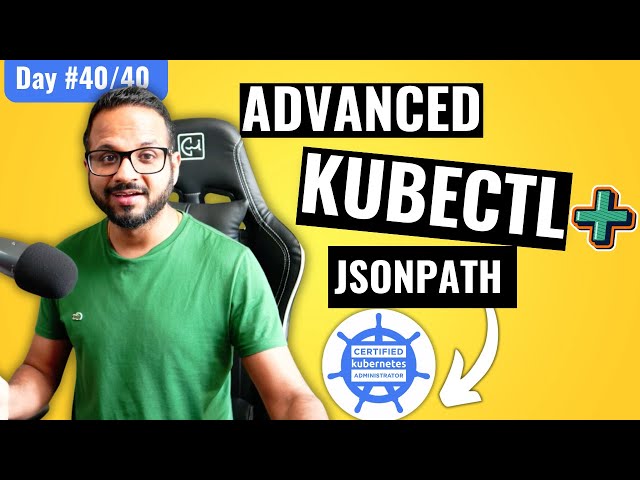 Day #40/40
ADVANCED
KUBECTL
JSONPATH
CERTIFIED
kubernetes
ADMINISTRATOR